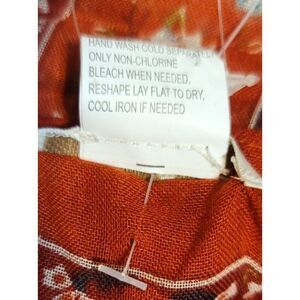 HAND WASH COLD SEPARATELY
ONLY NON-CHLORINE
BLEACH WHEN NEEDED,
RESHAPE LAY FLAT TO DRY,
COOL IRON IF NEEDED